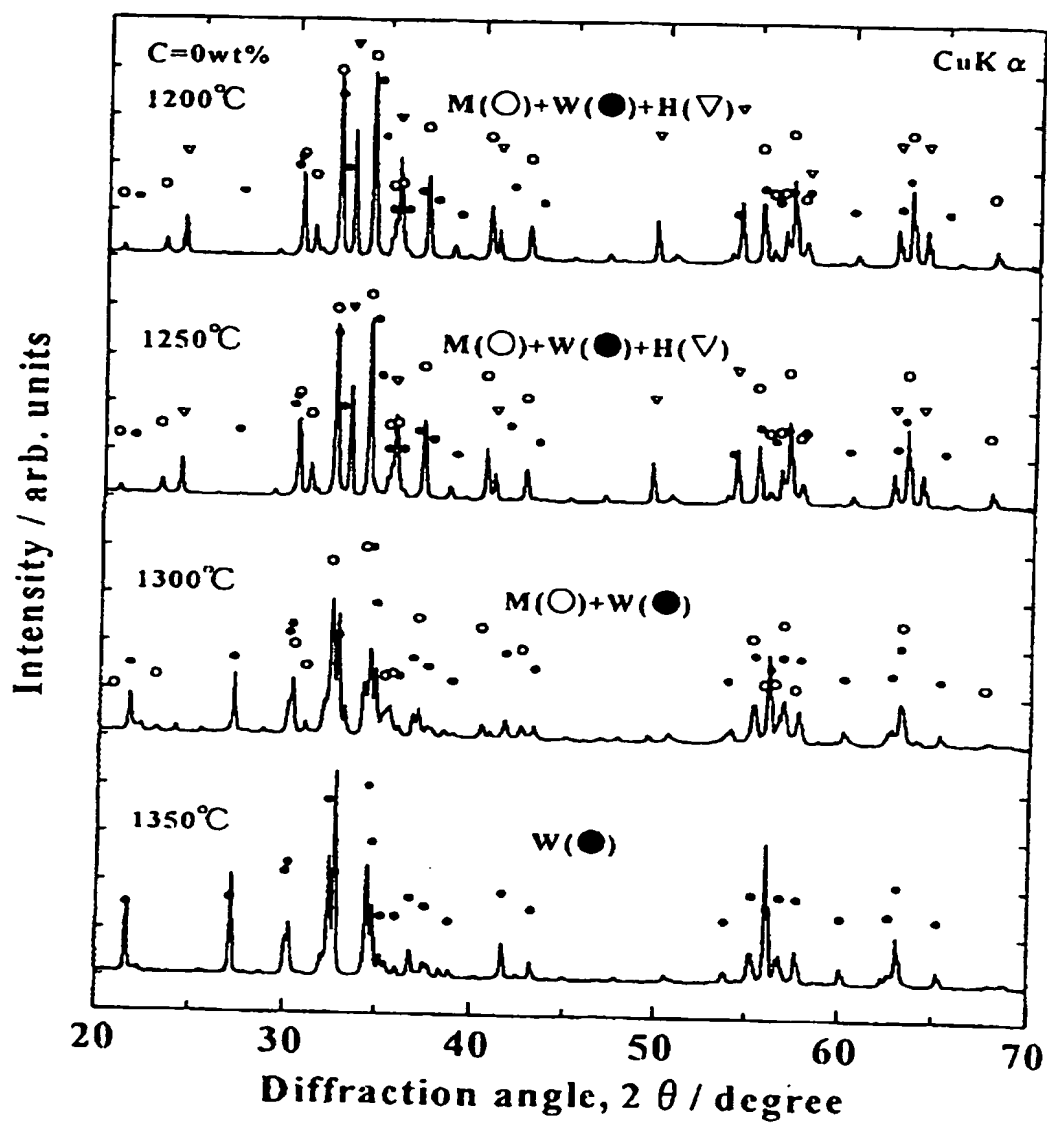 C=0wt%
CuK α
1200℃
M(○)+W(●)+H(▽)
1250℃
M(○)+W(●)+H(▽)
1300℃
M(○)+W(●)
1350℃
W(●)
Intensity / arb. units
20 30 40 50 60 70
Diffraction angle, 2 θ / degree